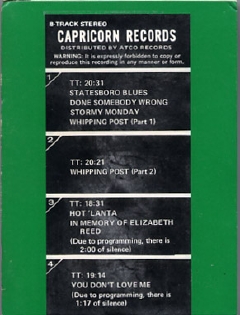 8-TRACK STEREO
CAPRICORN RECORDS
DISTRIBUTED BY ATCO RECORDS
WARNING: It is expressly forbidden to copy or
reproduce this recording in any manner or form.
1
TT: 20:31
STATESBORO BLUES
DONE SOMEBODY WRONG
STORMY MONDAY
WHIPPING POST (Part 1)
2
TT: 20:21
WHIPPING POST (Part 2)
3
TT: 18:31
HOT 'LANTA
IN MEMORY OF ELIZABETH
REED
(Due to programming, there is
2:00 of silence)
4
TT: 19:14
YOU DON'T LOVE ME
(Due to programming, there is
1:17 of silence)